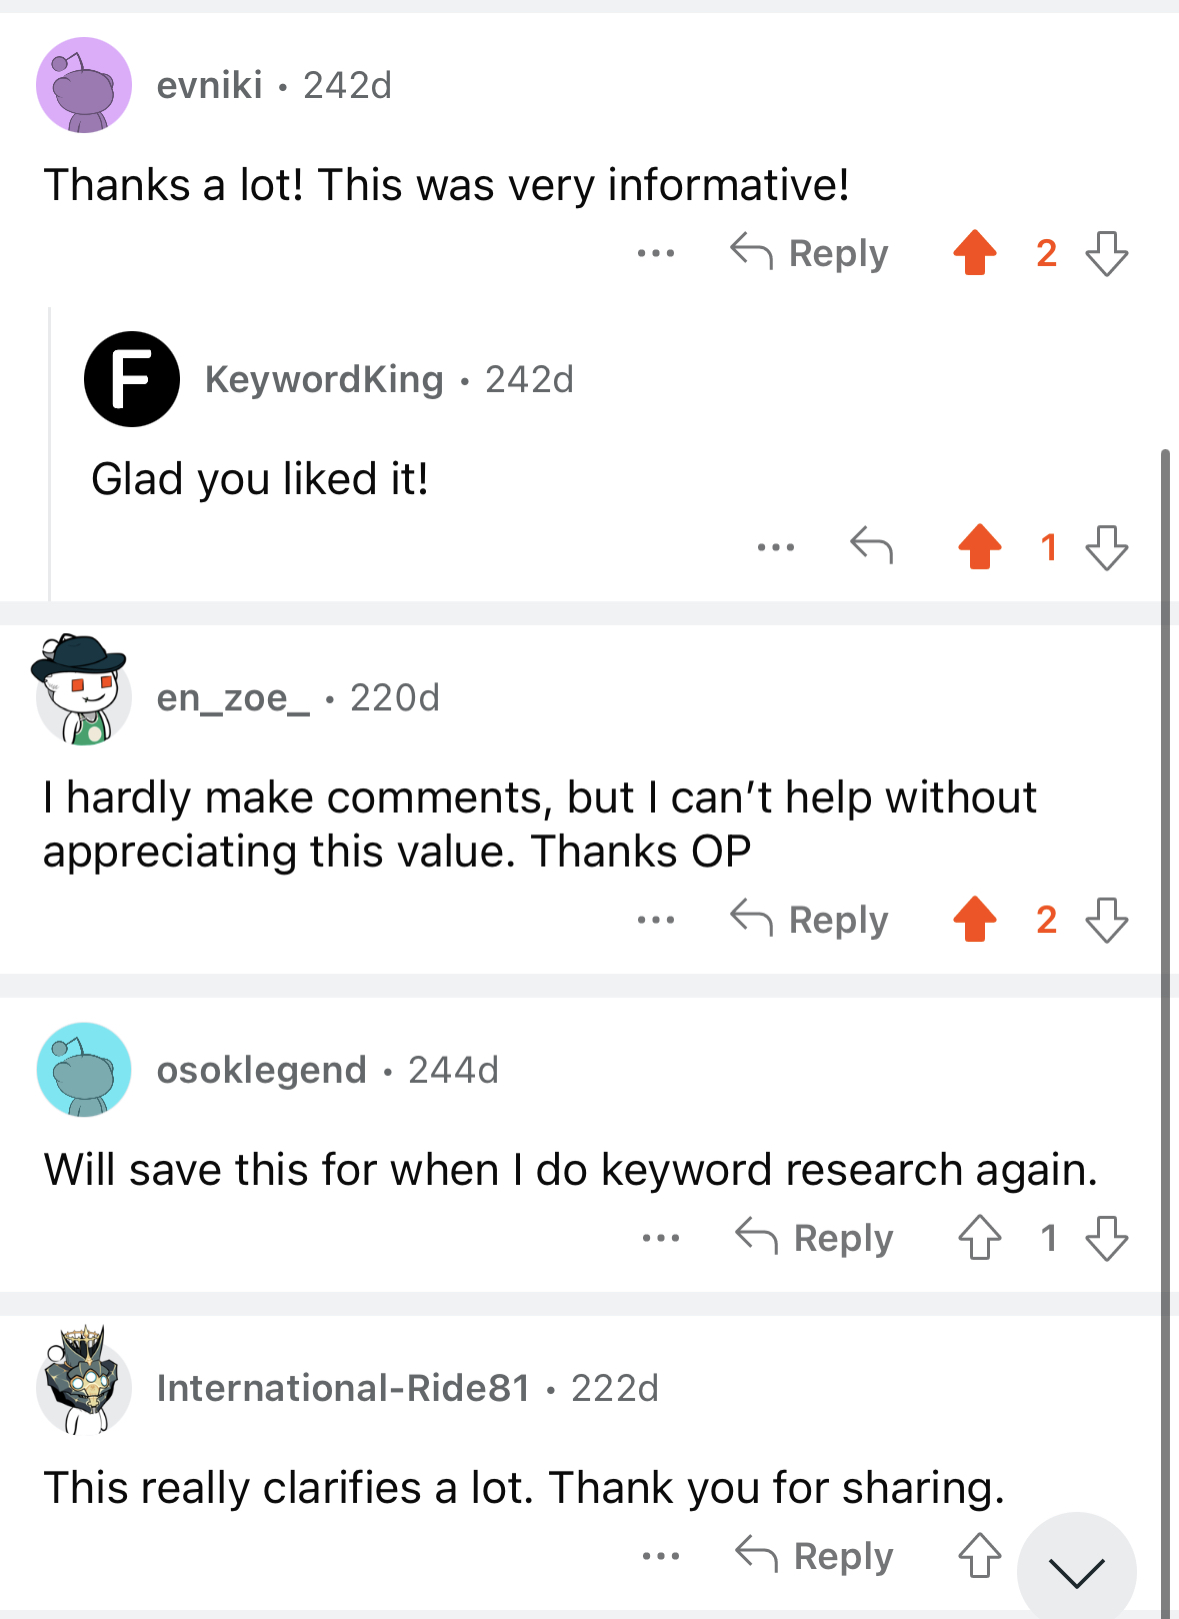 evniki • 242d
Thanks a lot! This was very informative!
... Reply 2
F
KeywordKing • 242d
Glad you liked it!
... 1
en_zoe_ • 220d
I hardly make comments, but I can’t help without
appreciating this value. Thanks OP
... Reply 2
osoklegend • 244d
Will save this for when I do keyword research again.
... Reply 1
International-Ride81 • 222d
This really clarifies a lot. Thank you for sharing.
... Reply